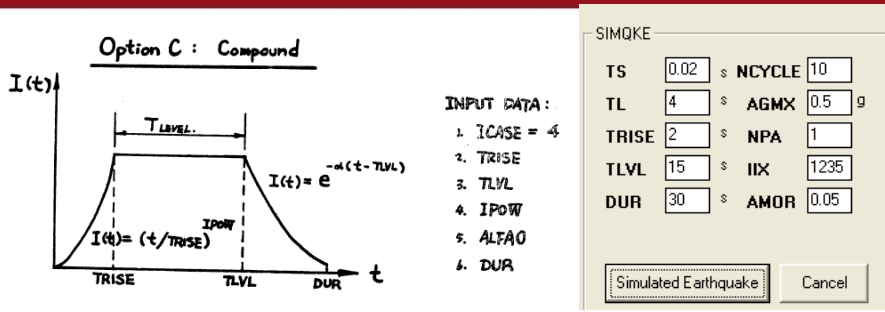 Option C : Compound
I(t)
TLEVEL.
I(t)= e^-α(t-TLVL)
I(t)= (t/TRISE)^IPOW
TRISE TLVL DUR t
INPUT DATA:
1. ICASE = 4
2. TRISE
3. TLVL
4. IPOW
5. ALFAO
6. DUR
SIMQKE
TS 0.02 s NCYCLE 10
TL 4 s AGMX 0.5 g
TRISE 2 s NPA 1
TLVL 15 s IIX 1235
DUR 30 s AMOR 0.05
Simulated Earthquake Cancel